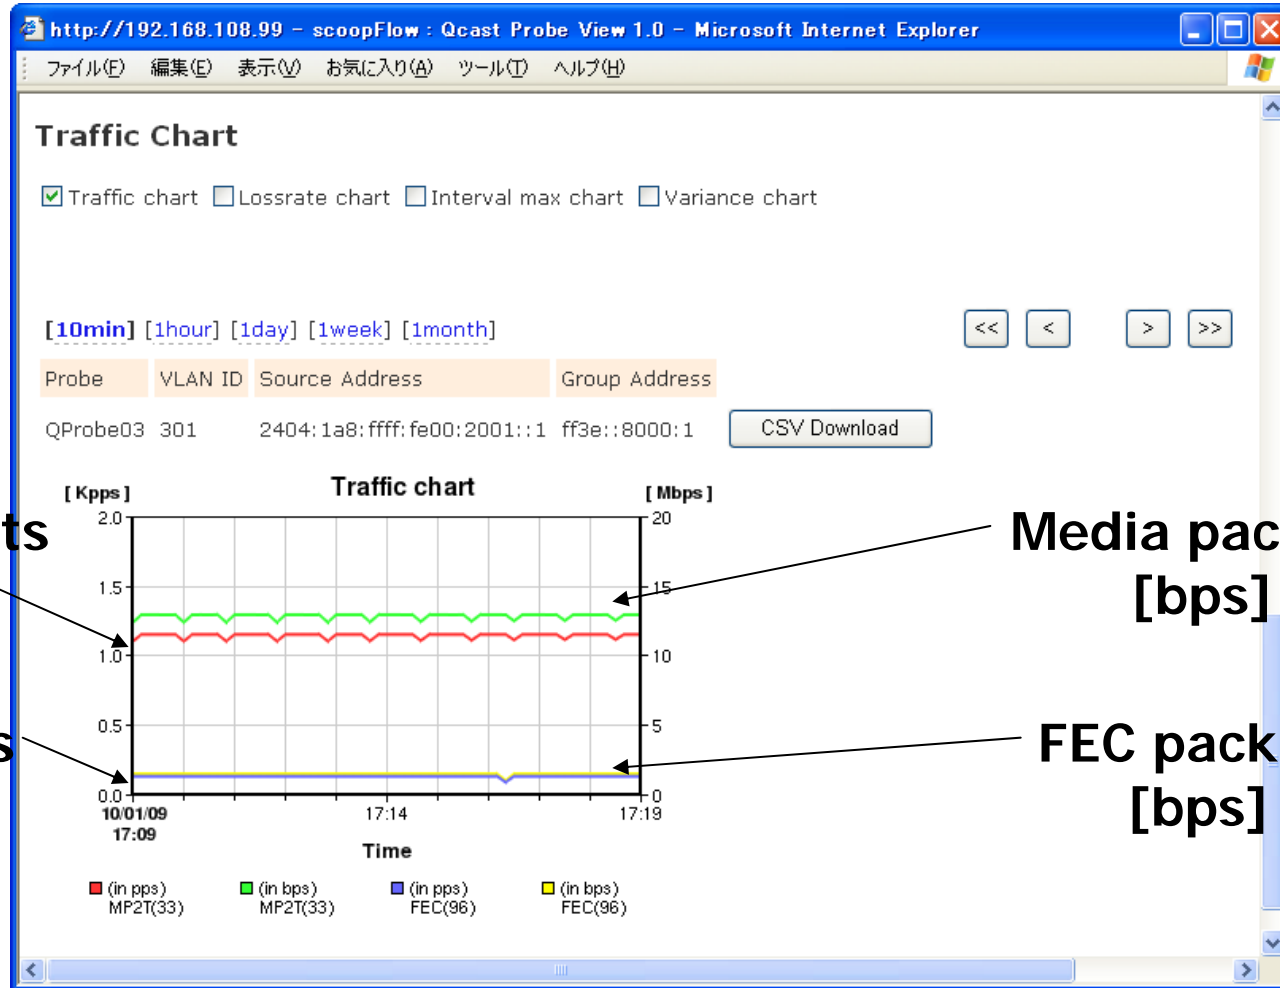 http://192.168.108.99 - scoopFlow : Qcast Probe View 1.0 - Microsoft Internet Explorer
ファイル(F) 編集(E) 表示(V) お気に入り(A) ツール(T) ヘルプ(H)
Traffic Chart
Traffic chart Lossrate chart Interval max chart Variance chart
[10min] [1hour] [1day] [1week] [1month] << < > >>
Probe VLAN ID Source Address Group Address
QProbe03 301 2404:1a8:ffff:fe00:2001::1 ff3e::8000:1 CSV Download
[ Kpps ] Traffic chart [ Mbps ]
2.0 20
ts Media pac
1.5 15
[bps]
1.0 10
0.5 5
s FEC pack
0.0 0
[bps]
10/01/09 17:14 17:19
17:09
Time
(in pps) (in bps) (in pps) (in bps)
MP2T(33) MP2T(33) FEC(96) FEC(96)